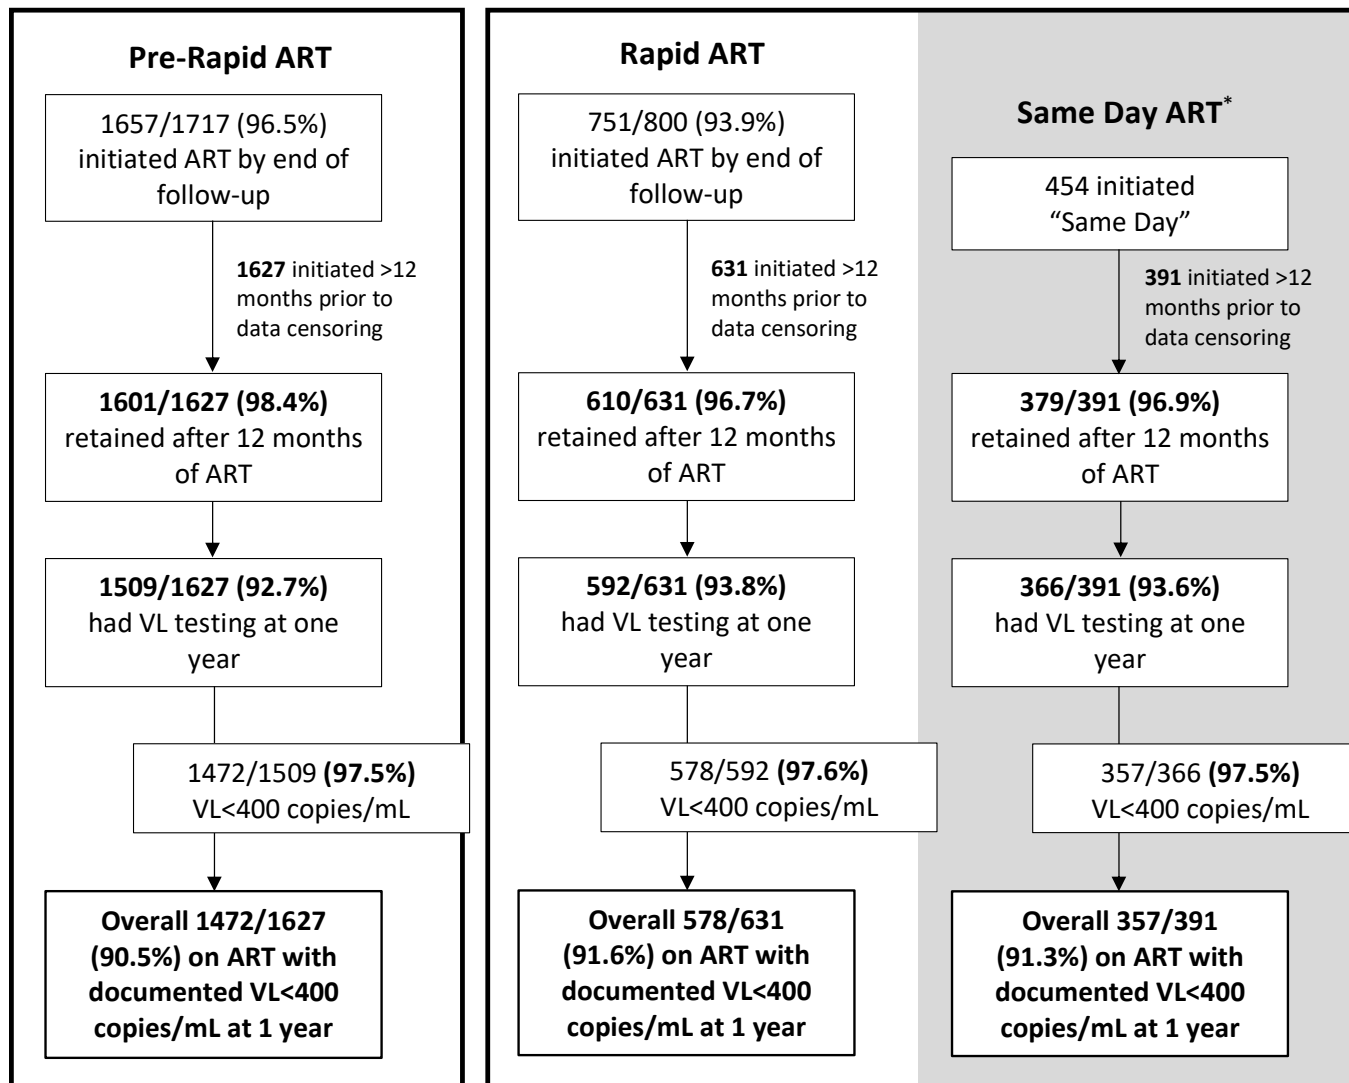 Pre-Rapid ART
1657/1717 (96.5%)
initiated ART by end of
follow-up
1627 initiated >12
months prior to
data censoring
1601/1627 (98.4%)
retained after 12 months
of ART
1509/1627 (92.7%)
had VL testing at one
year
1472/1509 (97.5%)
VL<400 copies/mL
Overall 1472/1627
(90.5%) on ART with
documented VL<400
copies/mL at 1 year
Rapid ART
751/800 (93.9%)
initiated ART by end of
follow-up
631 initiated >12
months prior to
data censoring
610/631 (96.7%)
retained after 12 months
of ART
592/631 (93.8%)
had VL testing at one
year
578/592 (97.6%)
VL<400 copies/mL
Overall 578/631
(91.6%) on ART with
documented VL<400
copies/mL at 1 year
Same Day ART*
454 initiated
“Same Day”
391 initiated >12
months prior to
data censoring
379/391 (96.9%)
retained after 12 months
of ART
366/391 (93.6%)
had VL testing at one
year
357/366 (97.5%)
VL<400 copies/mL
Overall 357/391
(91.3%) on ART with
documented VL<400
copies/mL at 1 year